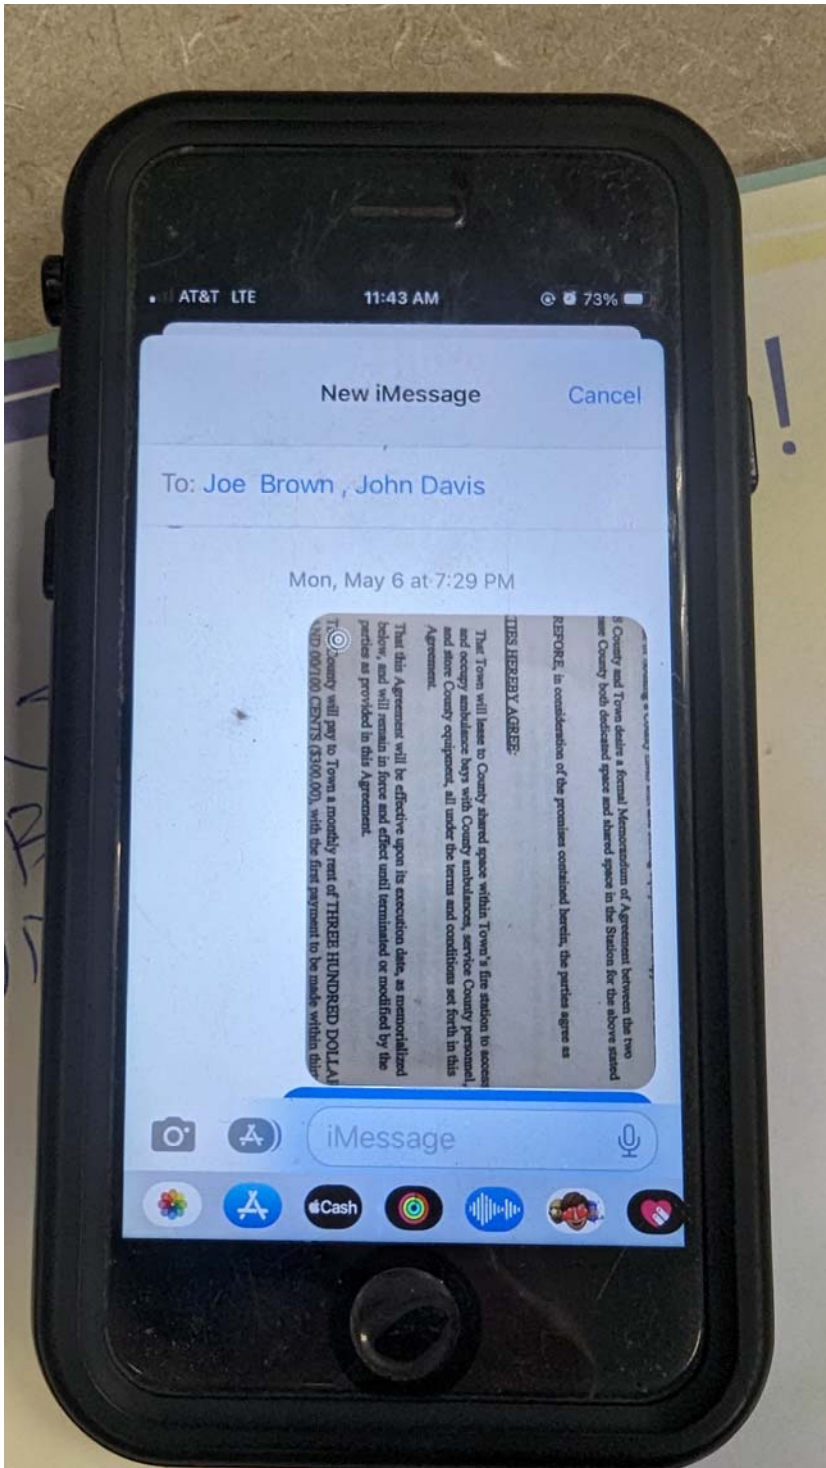 AT&T LTE 11:43 AM 73%
New iMessage Cancel
To: Joe Brown , John Davis
Mon, May 6 at 7:29 PM
S County and Town desire a formal Memorandum of Agreement between the two
County both dedicated space and shared space in the Station for the above stated
REFORE, in consideration of the promises contained herein, the parties agree as
TIES HEREBY AGREE:
That Town will lease to County shared space within Town's fire station to access
and occupy ambulance bays with County ambulances, service County personnel,
and store County equipment, all under the terms and conditions set forth in this
Agreement.
That this Agreement will be effective upon its execution date, as memorialized
below, and will remain in force and effect until terminated or modified by the
parties as provided in this Agreement.
County will pay to Town a monthly rent of THREE HUNDRED DOLLAR
AND 00/100 CENTS ($300.00), with the first payment to be made within
iMessage
Cash
!